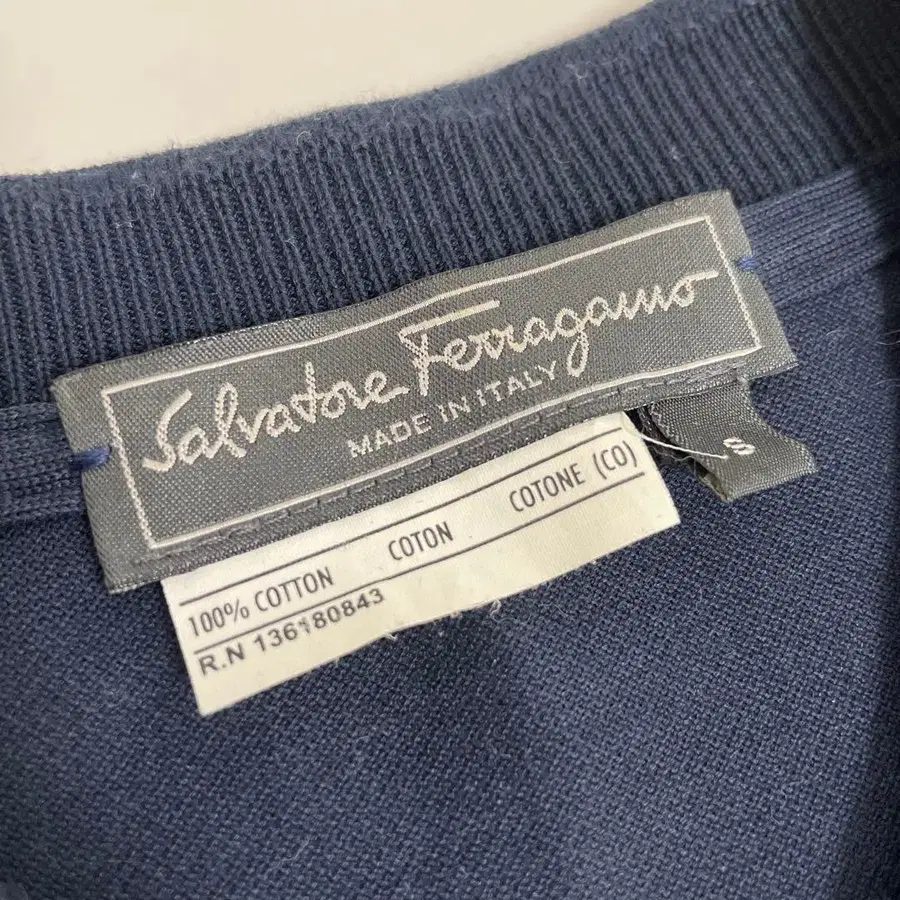 Salvatore Ferragamo
MADE IN ITALY
S
100% COTTON COTON COTONE (CO)
R.N 136180843